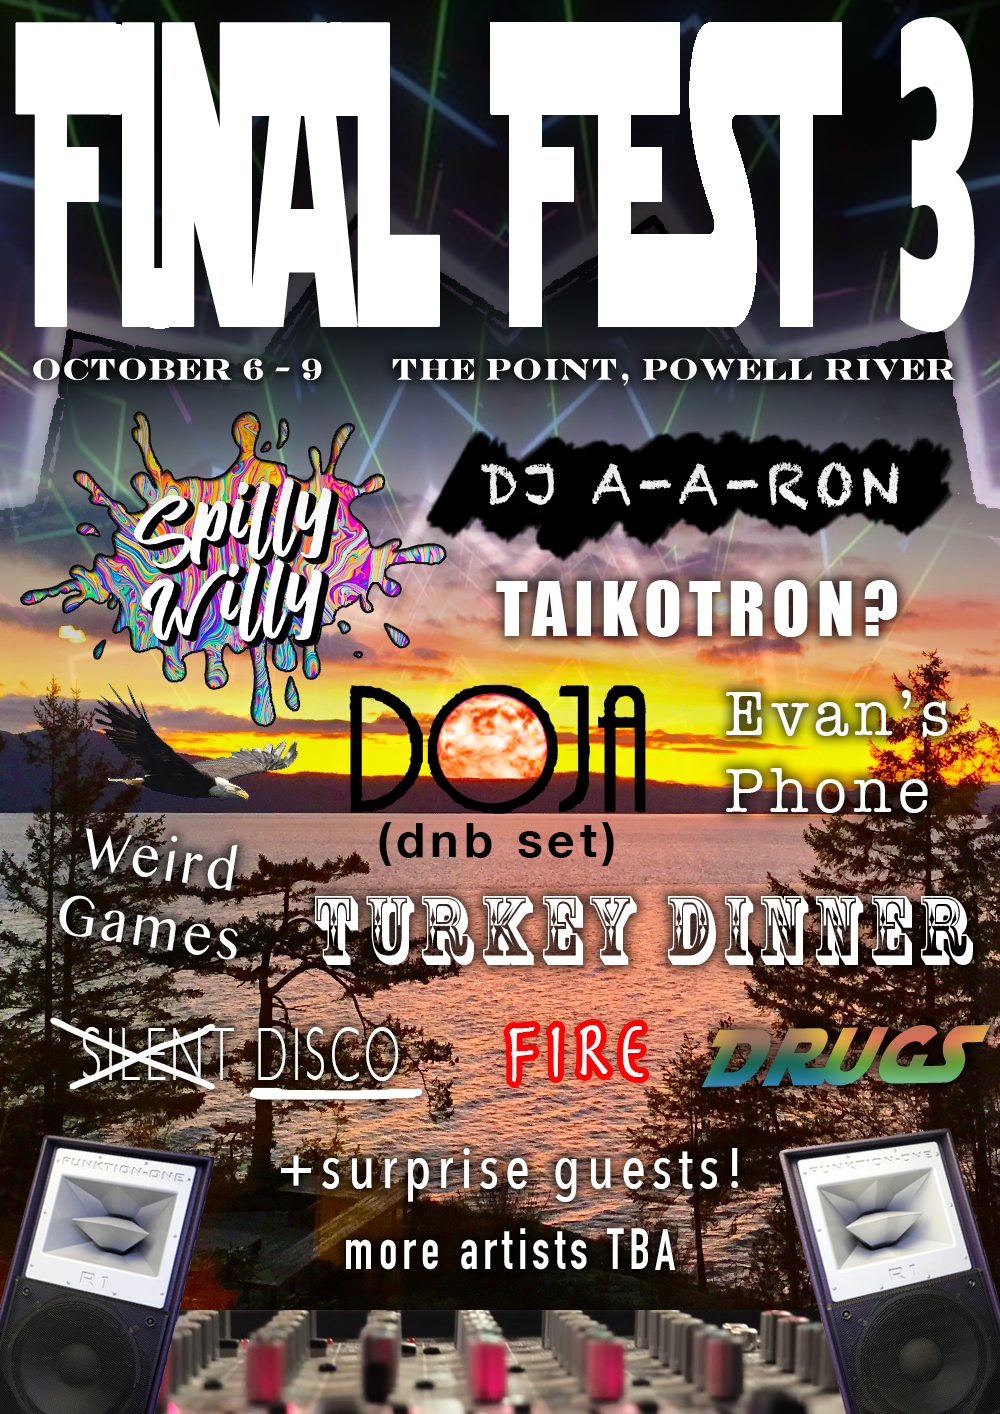 FINAL FEST 3
OCTOBER 6 - 9 THE POINT, POWELL RIVER
Spilly
Willy
DJ A-A-RON
TAIKOTRON?
DOJA
(dnb set)
Evan's
Phone
Weird
Games
TURKEY DINNER
SILENT DISCO
FIRE
DRUGS
+surprise guests!
more artists TBA
FUNKTION-ONE
R1
FUNKTION-ONE
R1